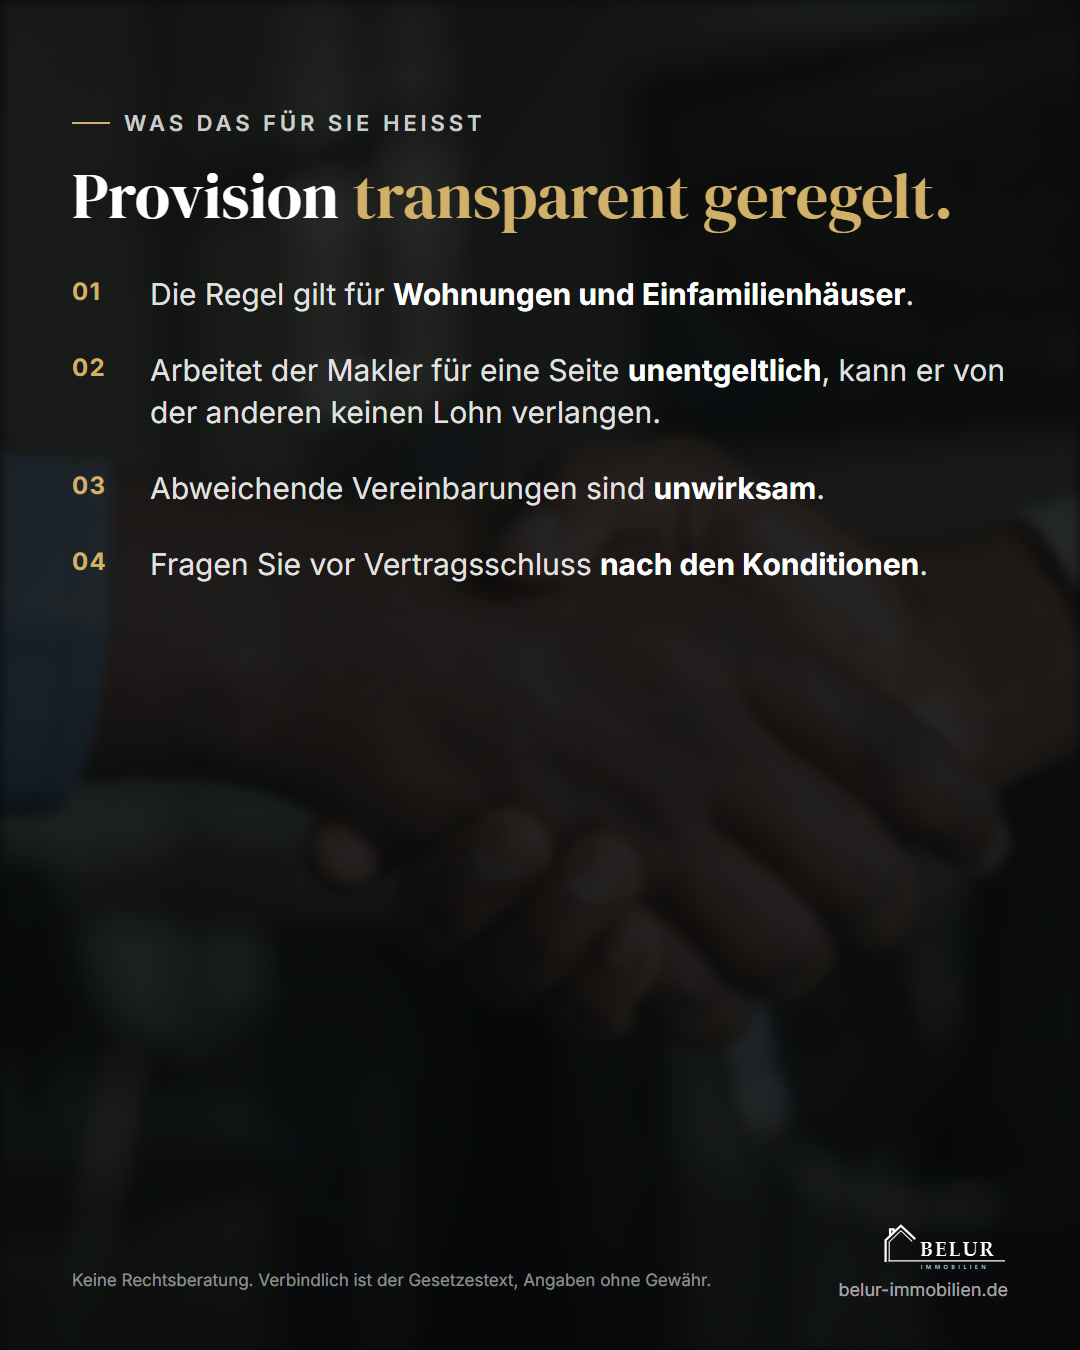 WAS DAS FÜR SIE HEISST
Provision transparent geregelt.
01 Die Regel gilt für Wohnungen und Einfamilienhäuser.
02 Arbeitet der Makler für eine Seite unentgeltlich, kann er von
der anderen keinen Lohn verlangen.
03 Abweichende Vereinbarungen sind unwirksam.
04 Fragen Sie vor Vertragsschluss nach den Konditionen.
BELUR
IMMOBILIEN
Keine Rechtsberatung. Verbindlich ist der Gesetzestext, Angaben ohne Gewähr.
belur-immobilien.de